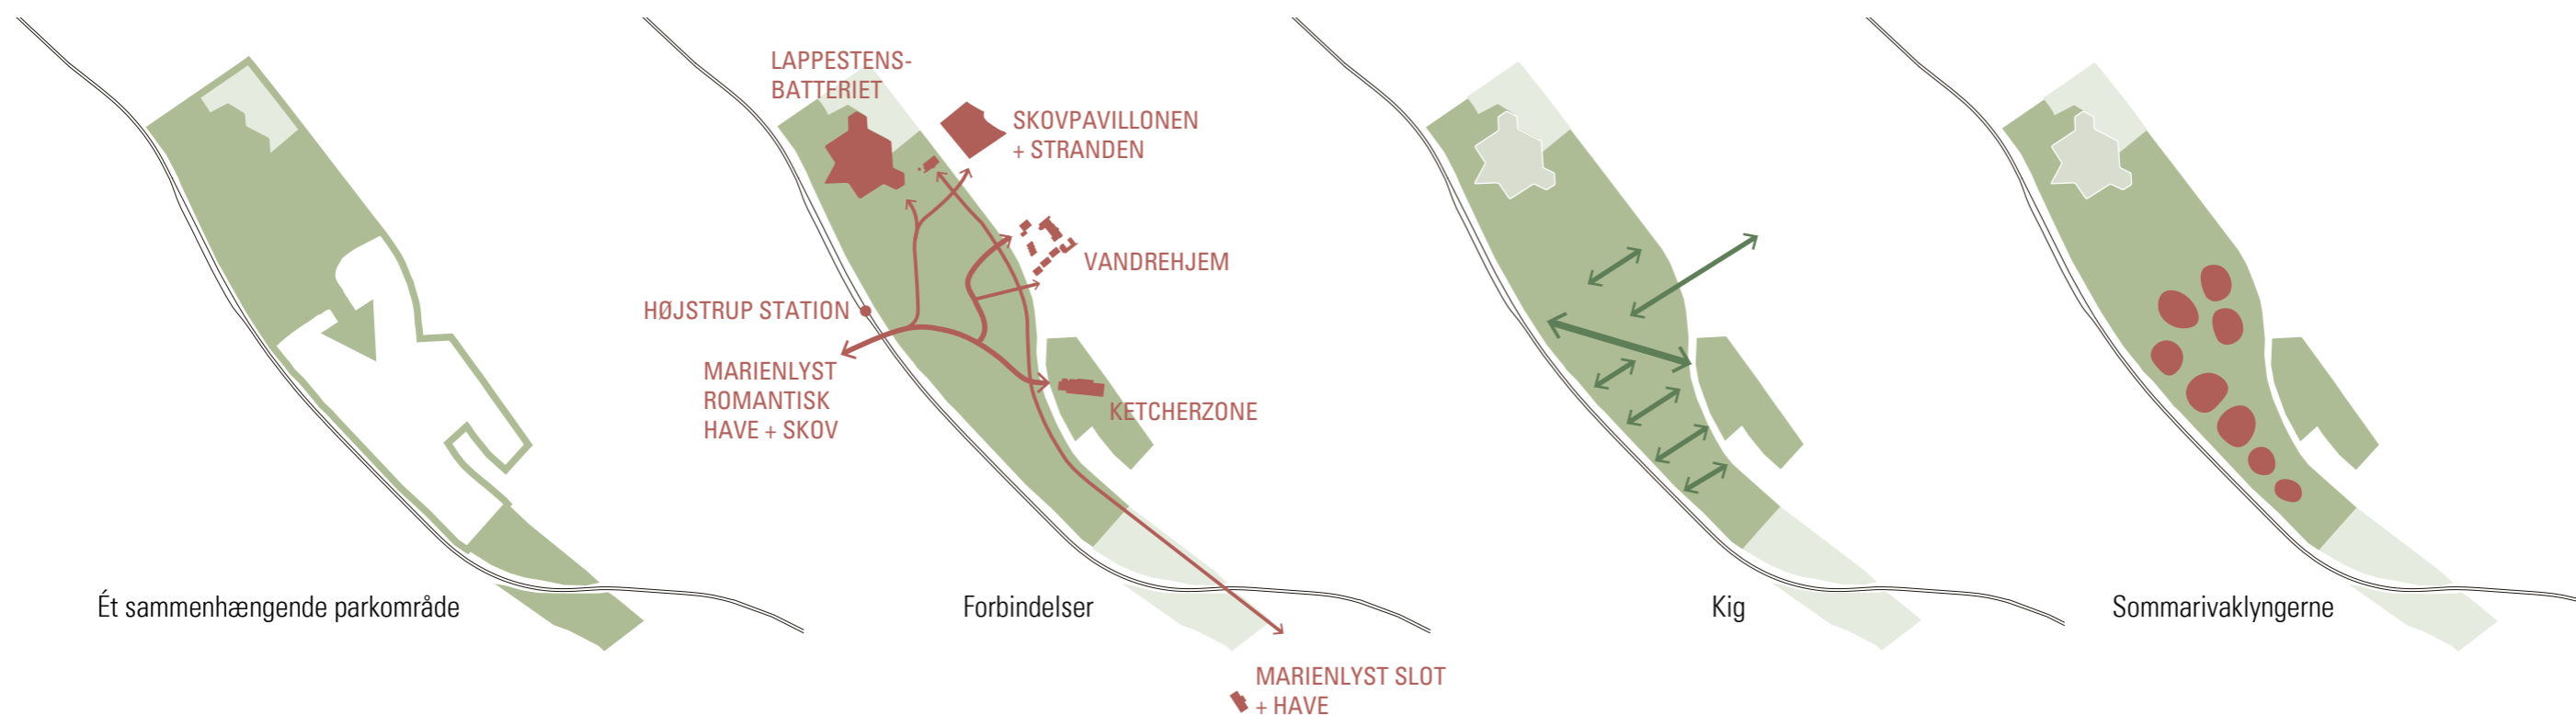 LAPPESTENS-
BATTERIET
SKOVPAVILLONEN
+ STRANDEN
VANDREHJEM
HØJSTRUP STATION
MARIENLYST
ROMANTISK
HAVE + SKOV
KETCHERZONE
Ét sammenhængende parkområde
Forbindelser
Kig
Sommarivaklyngerne
MARIENLYST SLOT
+ HAVE